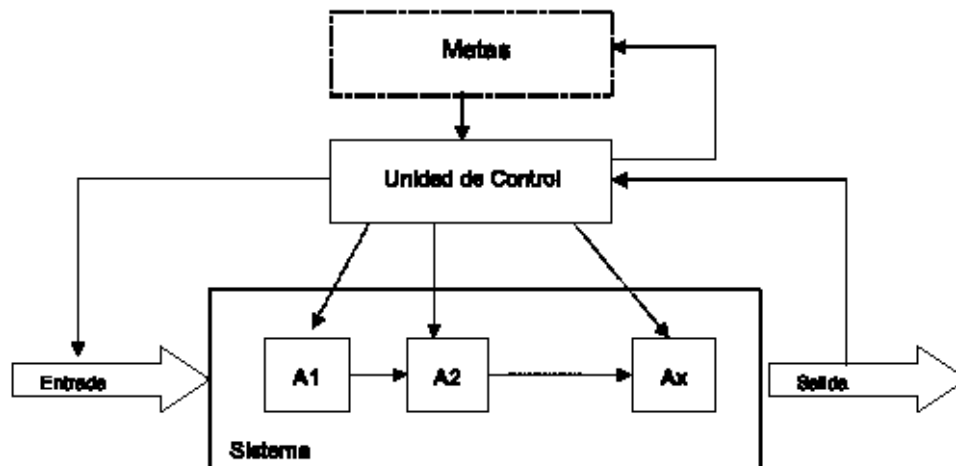 Metas
Unidad de Control
Entrada
A1
A2
Ax
Salida
Sistema